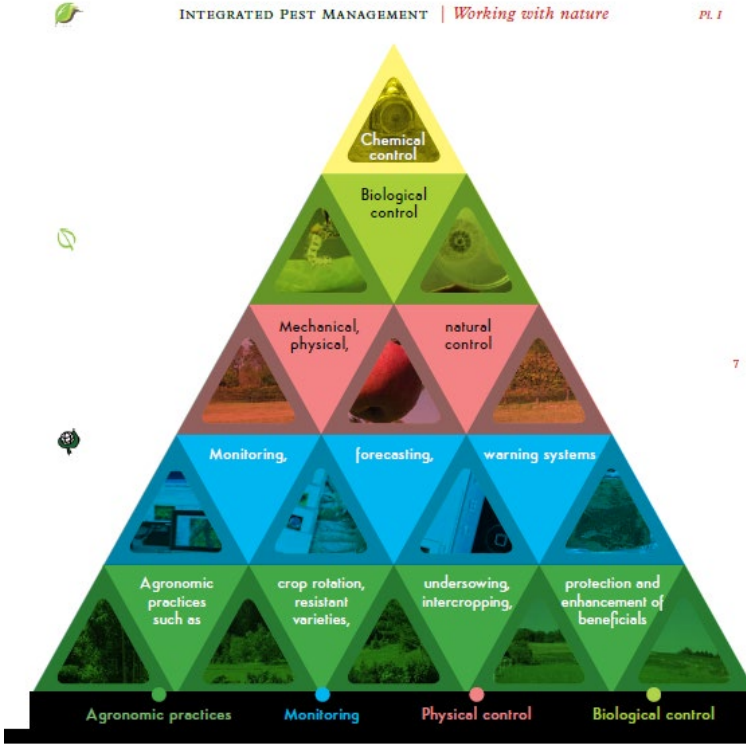 INTEGRATED PEST MANAGEMENT | Working with nature Pl. I
Chemical
control
Biological
control
Mechanical,
physical,
natural
control
7
Monitoring,
forecasting,
warning systems
Agronomic
practices
such as
crop rotation,
resistant
varieties,
undersowing,
intercropping,
protection and
enhancement of
beneficials
Agronomic practices
Monitoring
Physical control
Biological control